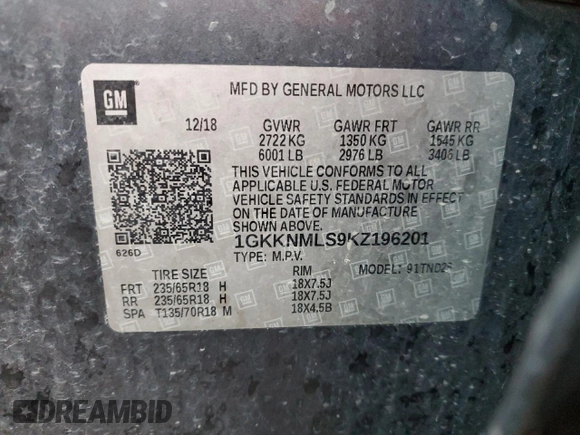 GM
MFD BY GENERAL MOTORS LLC
12/18 GVWR GAWR FRT GAWR RR
2722 KG 1350 KG 1545 KG
6001 LB 2976 LB 3406 LB
THIS VEHICLE CONFORMS TO ALL
APPLICABLE U.S. FEDERAL MOTOR
VEHICLE SAFETY STANDARDS IN EFFECT
ON THE DATE OF MANUFACTURE
SHOWN ABOVE.
1GKKNMLS9KZ196201
626D TYPE: M.P.V. MODEL: 91TND26
TIRE SIZE RIM
FRT 235/65R18 H 18X7.5J
RR 235/65R18 H 18X7.5J
SPA T135/70R18 M 18X4.5B
DREAMBID